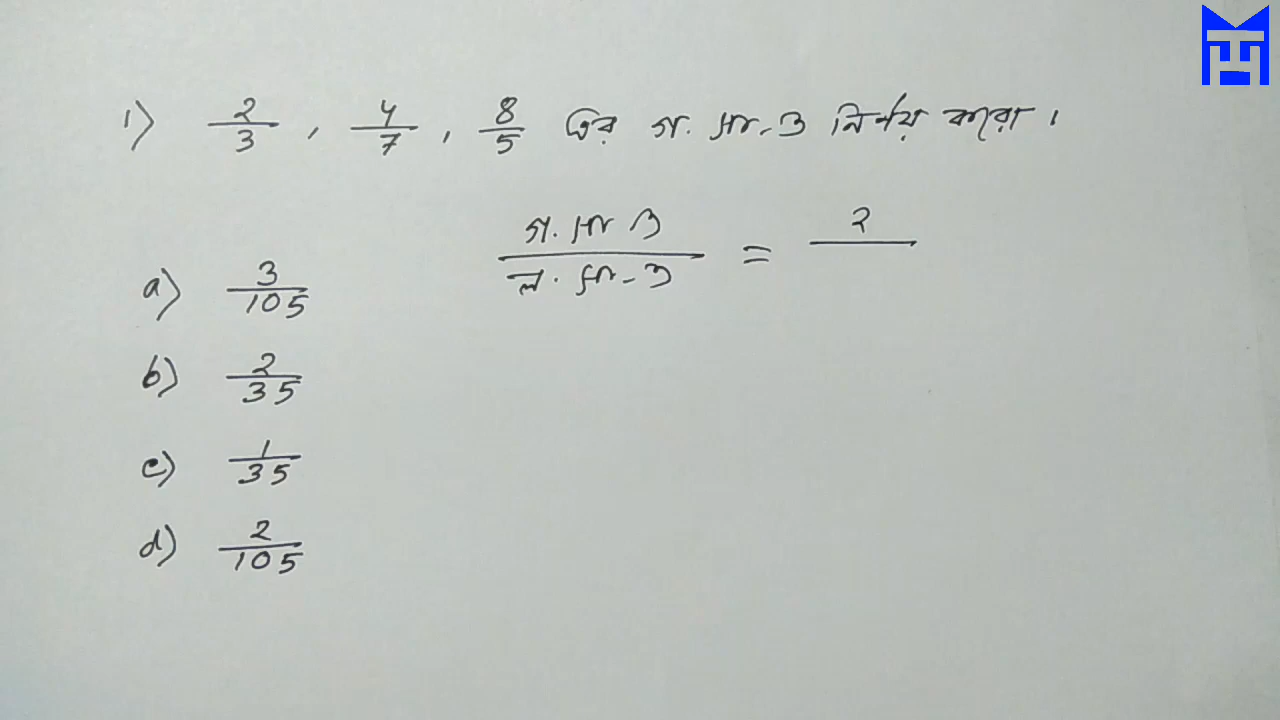 1) 2/3 , 4/7 , 8/5 এর গ. সা. গু নির্ণয় করো ।
গ. সা গু / ল. সা. গু = 2/
a) 3/105
b) 2/35
c) 1/35
d) 2/105